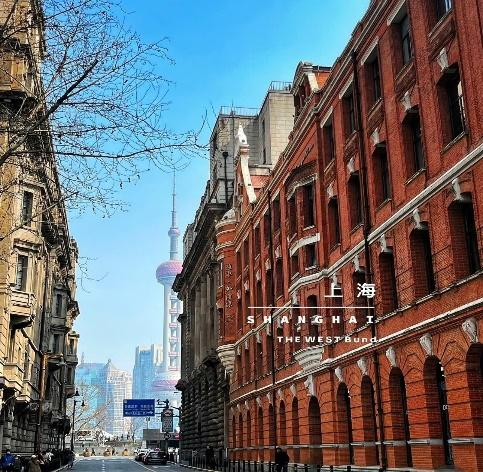 上海
SHANGHAI
THE WEST Bund